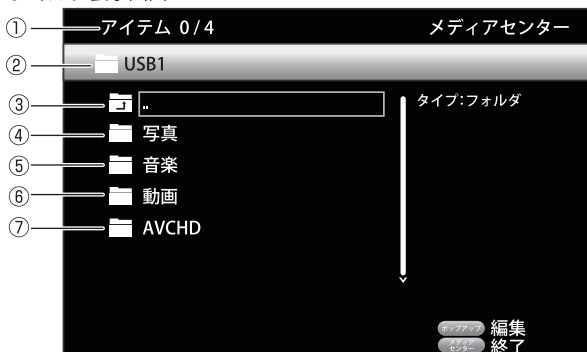 ① アイテム 0/4 メディアセンター
② USB1
③ .. タイプ:フォルダ
④ 写真
⑤ 音楽
⑥ 動画
⑦ AVCHD
ポップアップ 編集
メディアセンター 終了